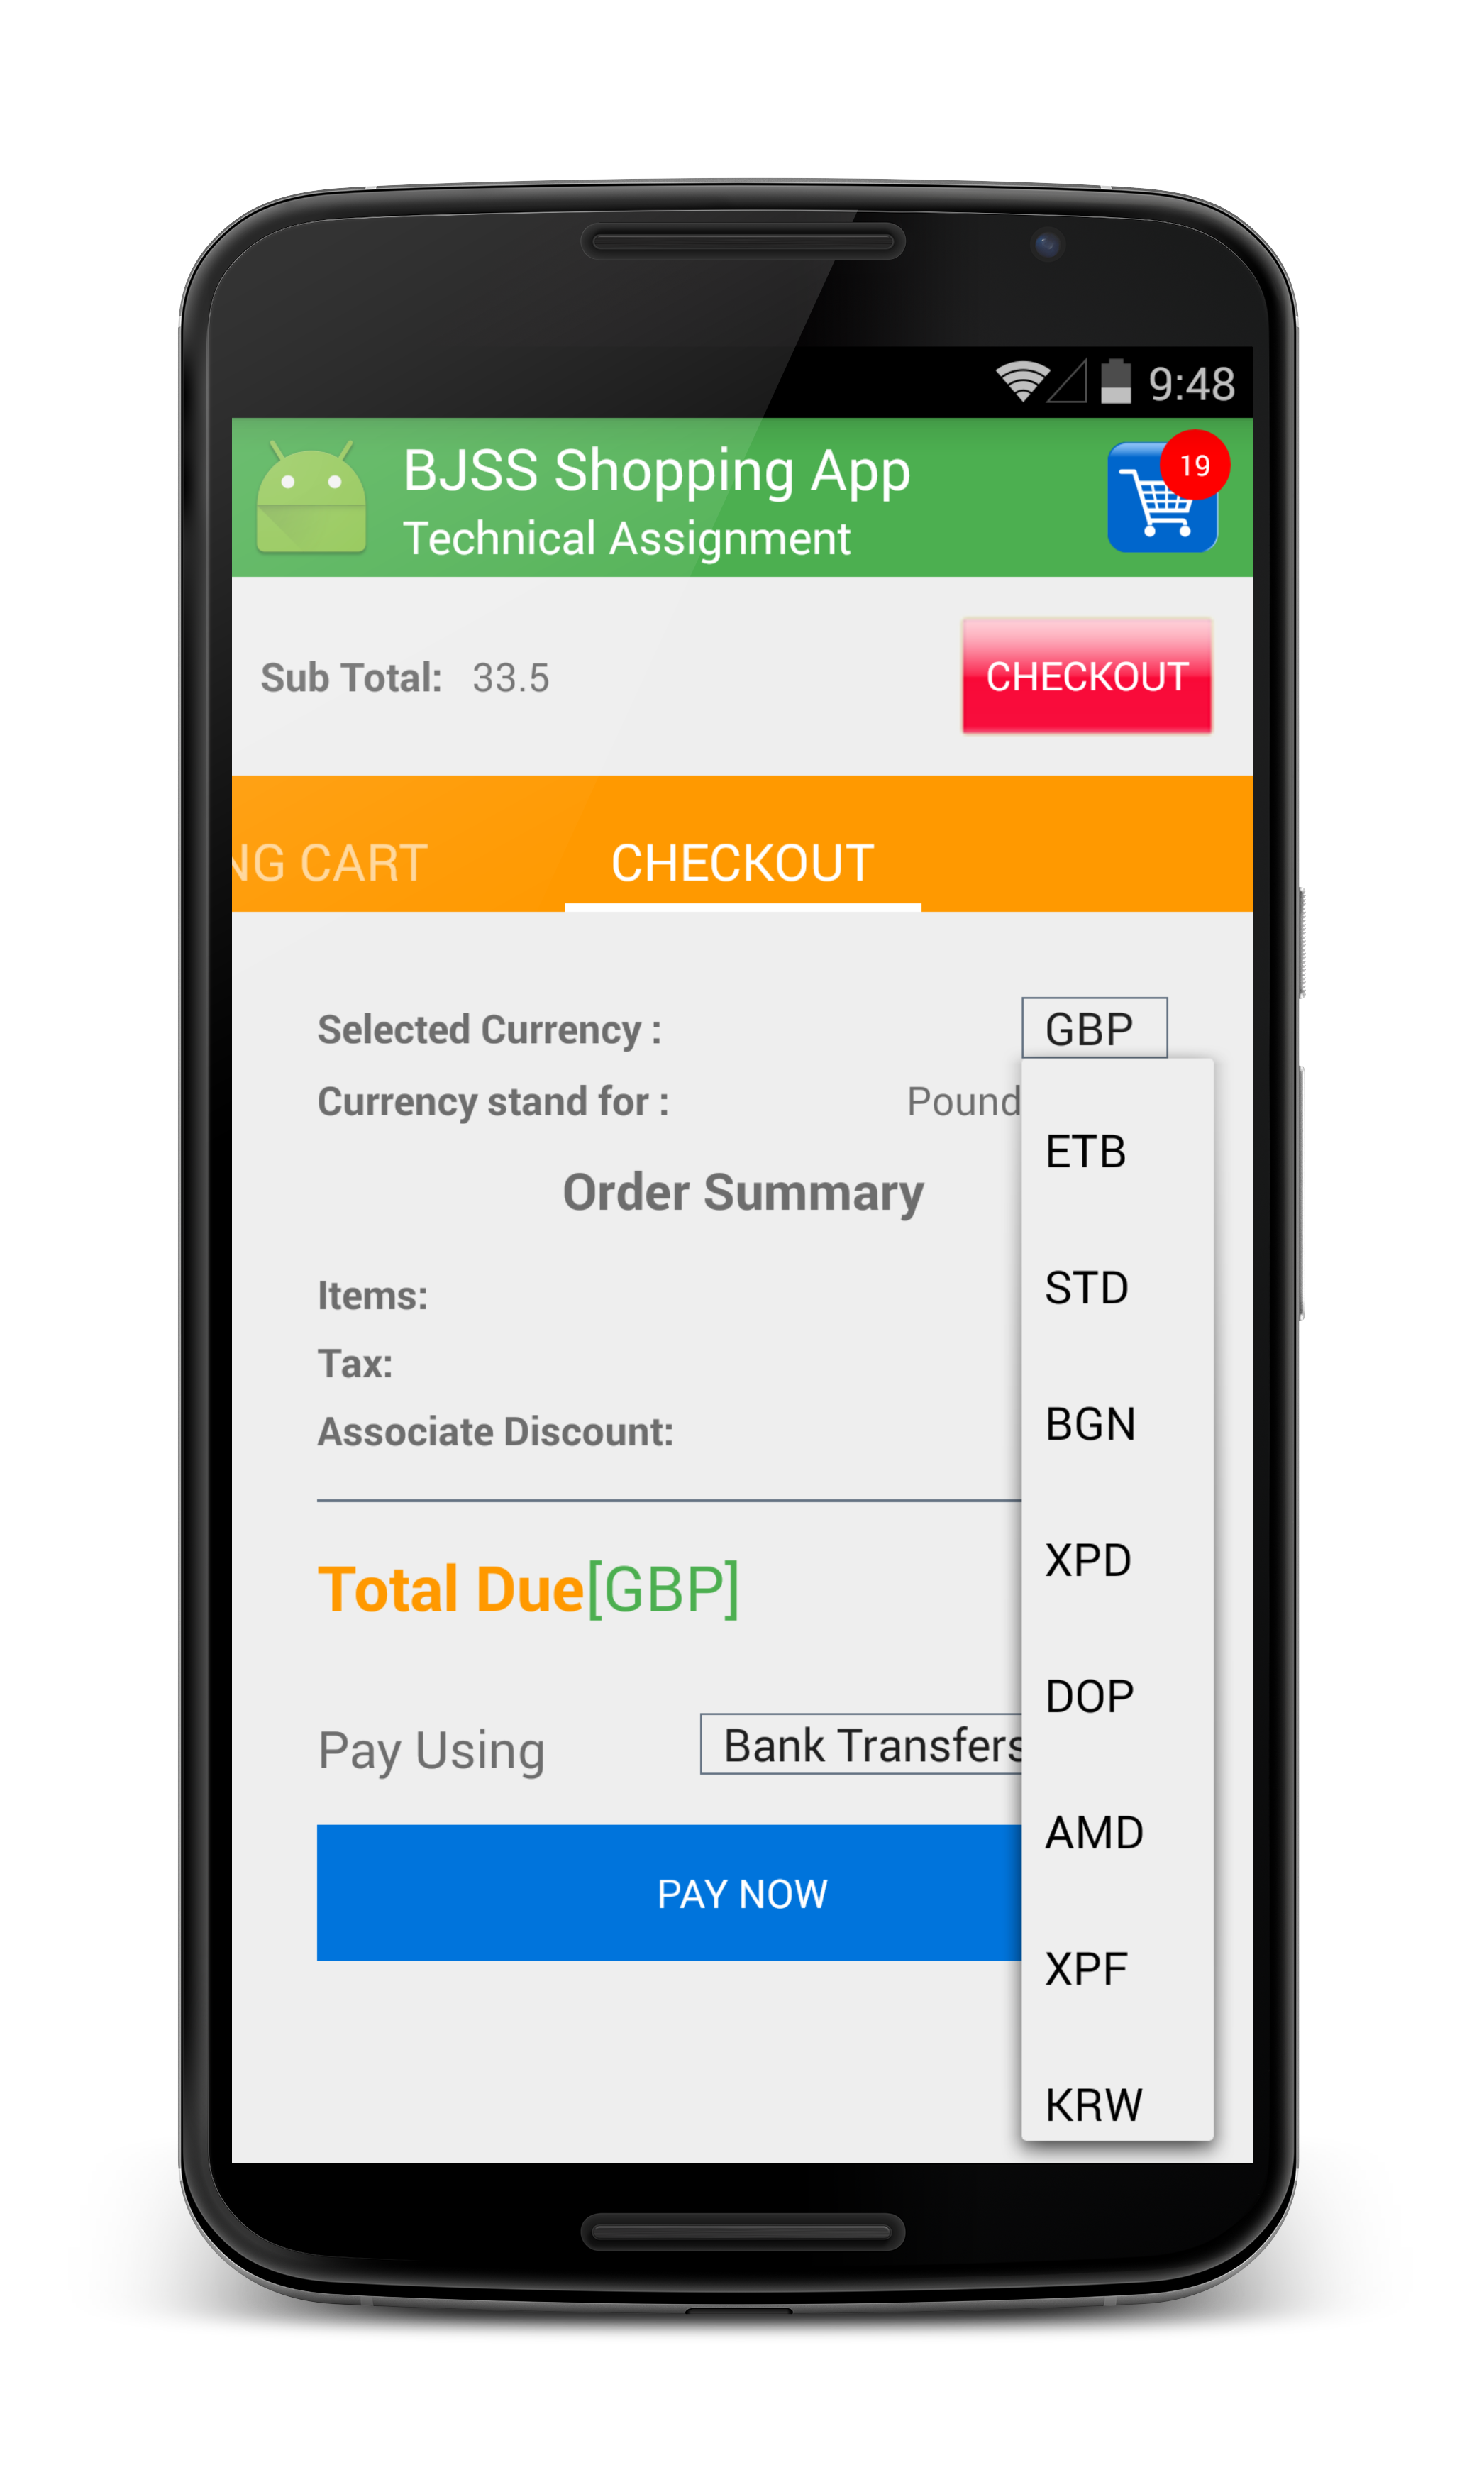 9:48
BJSS Shopping App
19
Technical Assignment
Sub Total: 33.5
CHECKOUT
NG CART
CHECKOUT
Selected Currency :
GBP
Currency stand for :
Pound
Order Summary
Items:
Tax:
Associate Discount:
Total Due[GBP]
Pay Using
Bank Transfers
PAY NOW
ETB
STD
BGN
XPD
DOP
AMD
XPF
KRW